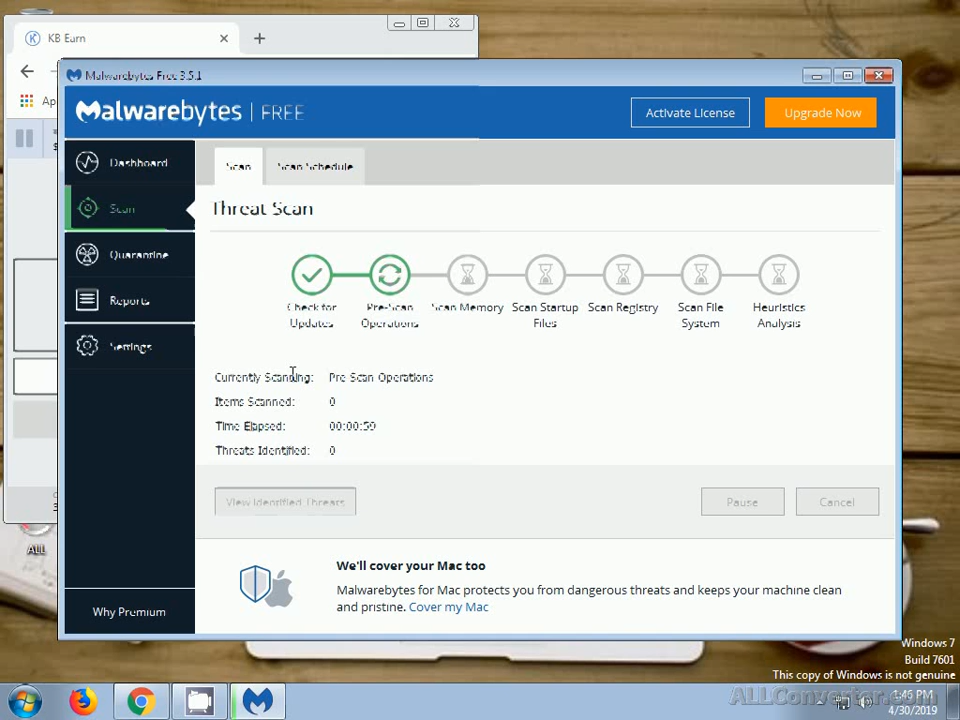 KB Earn
Ap
Malwarebytes Free 3.5.1
Malwarebytes | FREE
Activate License
Upgrade Now
Dashboard
Scan
Quarantine
Reports
Settings
Why Premium
Scan
Scan Schedule
Threat Scan
Check for
Updates
Pre-Scan
Operations
Scan Memory
Scan Startup
Files
Scan Registry
Scan File
System
Heuristics
Analysis
Currently Scanning: Pre-Scan Operations
Items Scanned: 0
Time Elapsed: 00:00:59
Threats Identified: 0
View Identified Threats
Pause
Cancel
We'll cover your Mac too
Malwarebytes for Mac protects you from dangerous threats and keeps your machine clean
and pristine. Cover my Mac
ALL
Windows 7
Build 7601
This copy of Windows is not genuine
1:46 PM
4/30/2019
ALLConverter.com